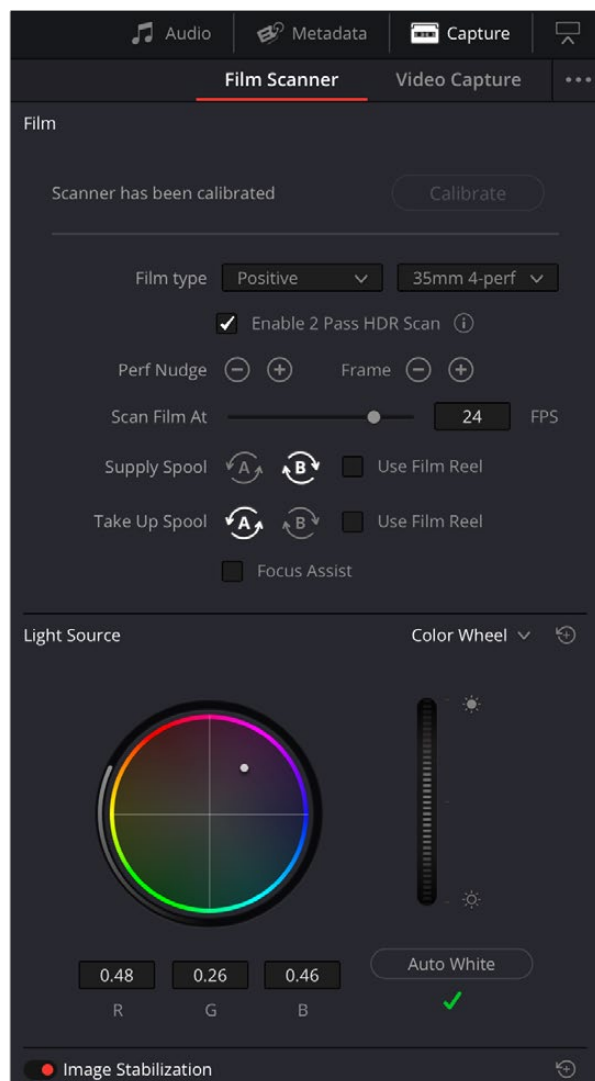 Audio Metadata Capture
Film Scanner Video Capture
Film
Scanner has been calibrated Calibrate
Film type Positive 35mm 4-perf
Enable 2 Pass HDR Scan
Perf Nudge Frame
Scan Film At 24 FPS
Supply Spool A B Use Film Reel
Take Up Spool A B Use Film Reel
Focus Assist
Light Source Color Wheel
Auto White
0.48 0.26 0.46
R G B
Image Stabilization